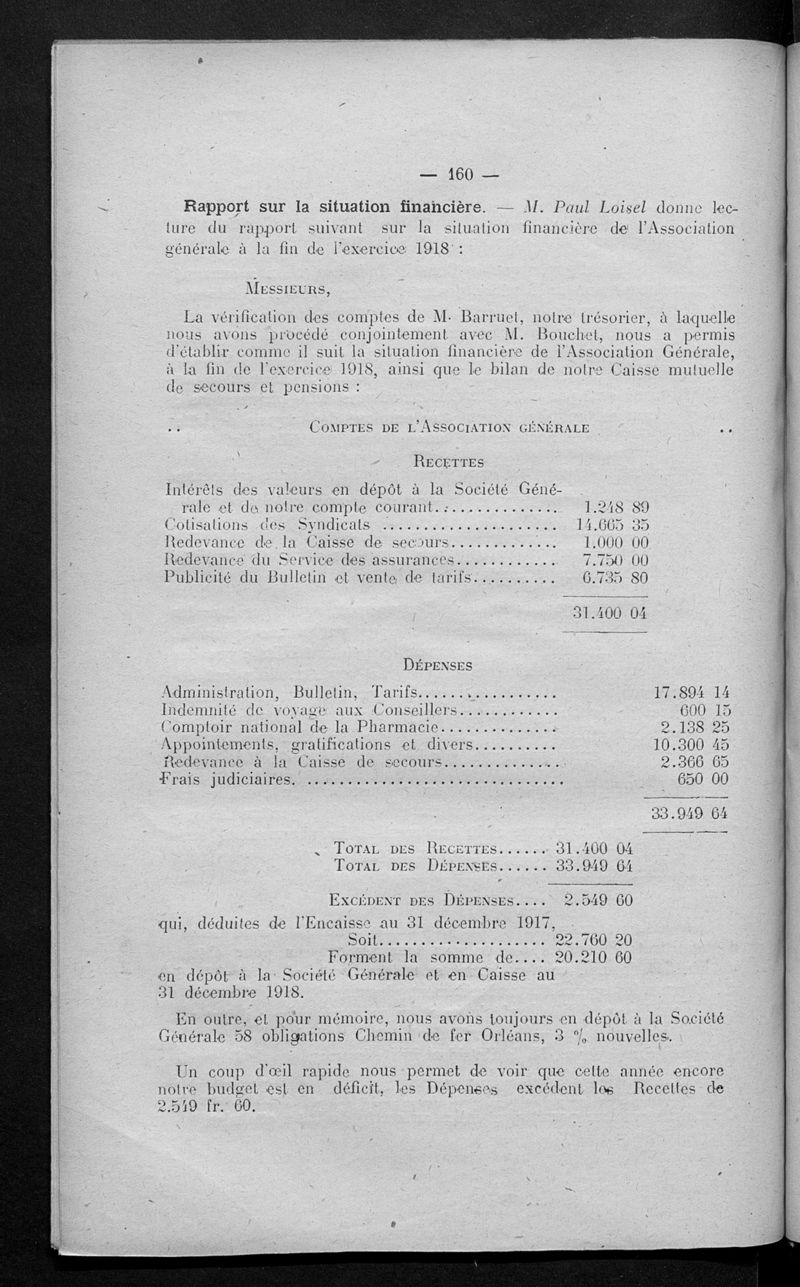 — 160 —
Rapport sur la situation financière. — M. Paul Loisel donne lec-
ture du rapport suivant sur la situation financière de l'Association
générale à la fin de l'exercice 1918 :
MESSIEURS,
La vérification des comptes de M. Barruet, notre trésorier, à laquelle
nous avons procédé conjointement avec M. Bouchet, nous a permis
d'établir comme il suit la situation financière de l'Association Générale,
à la fin de l'exercice 1918, ainsi que le bilan de notre Caisse mutuelle
de secours et pensions :
COMPTES DE L'ASSOCIATION GÉNÉRALE
RECETTES
Intérêts des valeurs en dépôt à la Société Géné-
rale et de notre compte courant............... 1.248 89
Cotisations des Syndicats ..................... 14.665 35
Redevance de la Caisse de secours............. 1.000 00
Redevance du Service des assurances............ 7.750 00
Publicité du Bulletin et vente de tarifs.......... 6.735 80
31.400 04
DÉPENSES
Administration, Bulletin, Tarifs................. 17.894 14
Indemnité de voyage aux Conseillers............ 600 15
Comptoir national de la Pharmacie.............. 2.138 25
Appointements, gratifications et divers.......... 10.300 45
Redevance à la Caisse de secours.............. 2.366 65
Frais judiciaires. ............................... 650 00
33.949 64
TOTAL DES RECETTES...... 31.400 04
TOTAL DES DÉPENSES...... 33.949 64
EXCÉDENT DES DÉPENSES.... 2.549 60
qui, déduites de l'Encaisse au 31 décembre 1917,
Soit.................... 22.760 20
Forment la somme de.... 20.210 60
en dépôt à la Société Générale et en Caisse au
31 décembre 1918.
En outre, et pour mémoire, nous avons toujours en dépôt à la Société
Générale 58 obligations Chemin de fer Orléans, 3 % nouvelles.
Un coup d'œil rapide nous permet de voir que cette année encore
notre budget est en déficit, les Dépenses excédent les Recettes de
2.549 fr. 60.